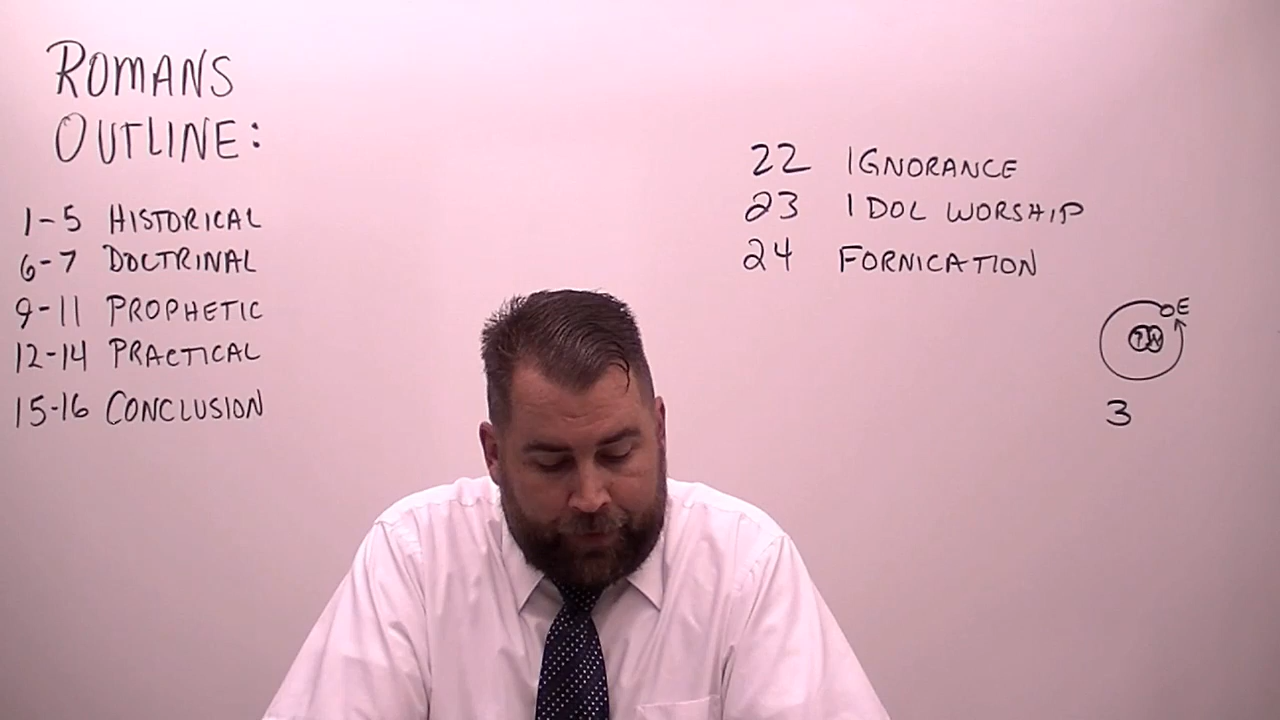 ROMANS
OUTLINE:
1-5 HISTORICAL
6-7 DOCTRINAL
9-11 PROPHETIC
12-14 PRACTICAL
15-16 CONCLUSION
22 IGNORANCE
23 IDOL WORSHIP
24 FORNICATION
E
P N
3